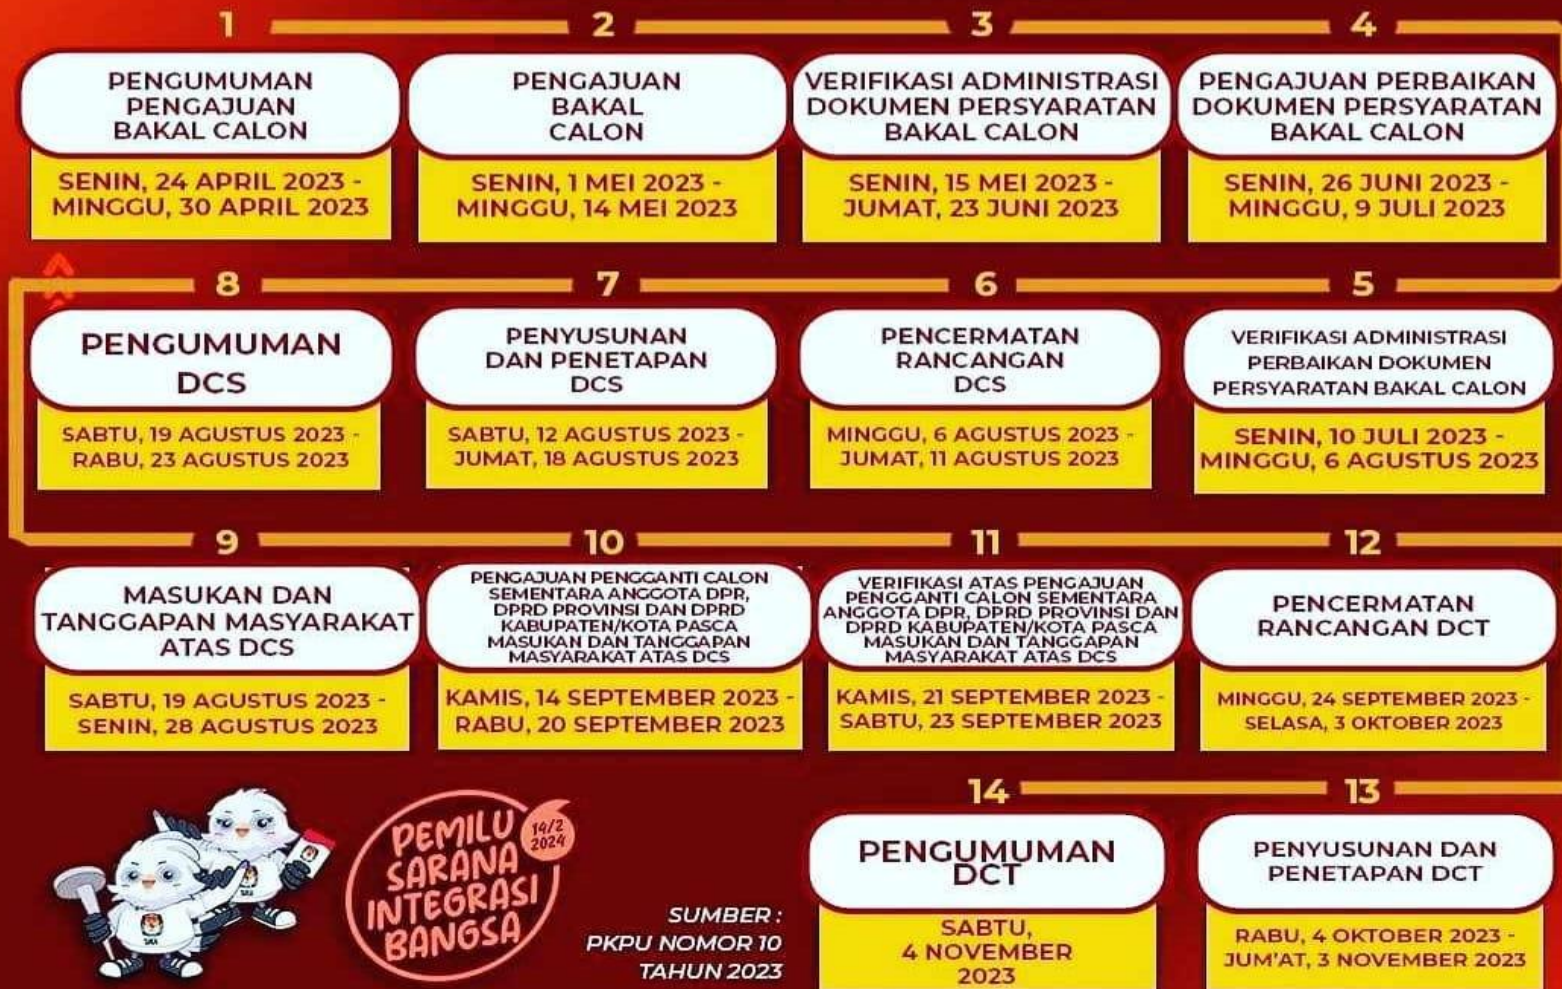 1
PENGUMUMAN
PENGAJUAN
BAKAL CALON
SENIN, 24 APRIL 2023 -
MINGGU, 30 APRIL 2023
2
PENGAJUAN
BAKAL
CALON
SENIN, 1 MEI 2023 -
MINGGU, 14 MEI 2023
3
VERIFIKASI ADMINISTRASI
DOKUMEN PERSYARATAN
BAKAL CALON
SENIN, 15 MEI 2023 -
JUMAT, 23 JUNI 2023
4
PENGAJUAN PERBAIKAN
DOKUMEN PERSYARATAN
BAKAL CALON
SENIN, 26 JUNI 2023 -
MINGGU, 9 JULI 2023
5
VERIFIKASI ADMINISTRASI
PERBAIKAN DOKUMEN
PERSYARATAN BAKAL CALON
SENIN, 10 JULI 2023 -
MINGGU, 6 AGUSTUS 2023
6
PENCERMATAN
RANCANGAN
DCS
MINGGU, 6 AGUSTUS 2023 -
JUMAT, 11 AGUSTUS 2023
7
PENYUSUNAN
DAN PENETAPAN
DCS
SABTU, 12 AGUSTUS 2023 -
JUMAT, 18 AGUSTUS 2023
8
PENGUMUMAN
DCS
SABTU, 19 AGUSTUS 2023 -
RABU, 23 AGUSTUS 2023
9
MASUKAN DAN
TANGGAPAN MASYARAKAT
ATAS DCS
SABTU, 19 AGUSTUS 2023 -
SENIN, 28 AGUSTUS 2023
10
PENGAJUAN PENGGANTI CALON
SEMENTARA ANGGOTA DPR,
DPRD PROVINSI DAN DPRD
KABUPATEN/KOTA PASCA
MASUKAN DAN TANGGAPAN
MASYARAKAT ATAS DCS
KAMIS, 14 SEPTEMBER 2023 -
RABU, 20 SEPTEMBER 2023
11
VERIFIKASI ATAS PENGAJUAN
PENGGANTI CALON SEMENTARA
ANGGOTA DPR, DPRD PROVINSI DAN
DPRD KABUPATEN/KOTA PASCA
MASUKAN DAN TANGGAPAN
MASYARAKAT ATAS DCS
KAMIS, 21 SEPTEMBER 2023 -
SABTU, 23 SEPTEMBER 2023
12
PENCERMATAN
RANCANGAN DCT
MINGGU, 24 SEPTEMBER 2023 -
SELASA, 3 OKTOBER 2023
13
PENYUSUNAN DAN
PENETAPAN DCT
RABU, 4 OKTOBER 2023 -
JUM'AT, 3 NOVEMBER 2023
14
PENGUMUMAN
DCT
SABTU,
4 NOVEMBER
2023
PEMILU
SARANA
INTEGRASI
BANGSA
14/2
2024
SUMBER :
PKPU NOMOR 10
TAHUN 2023